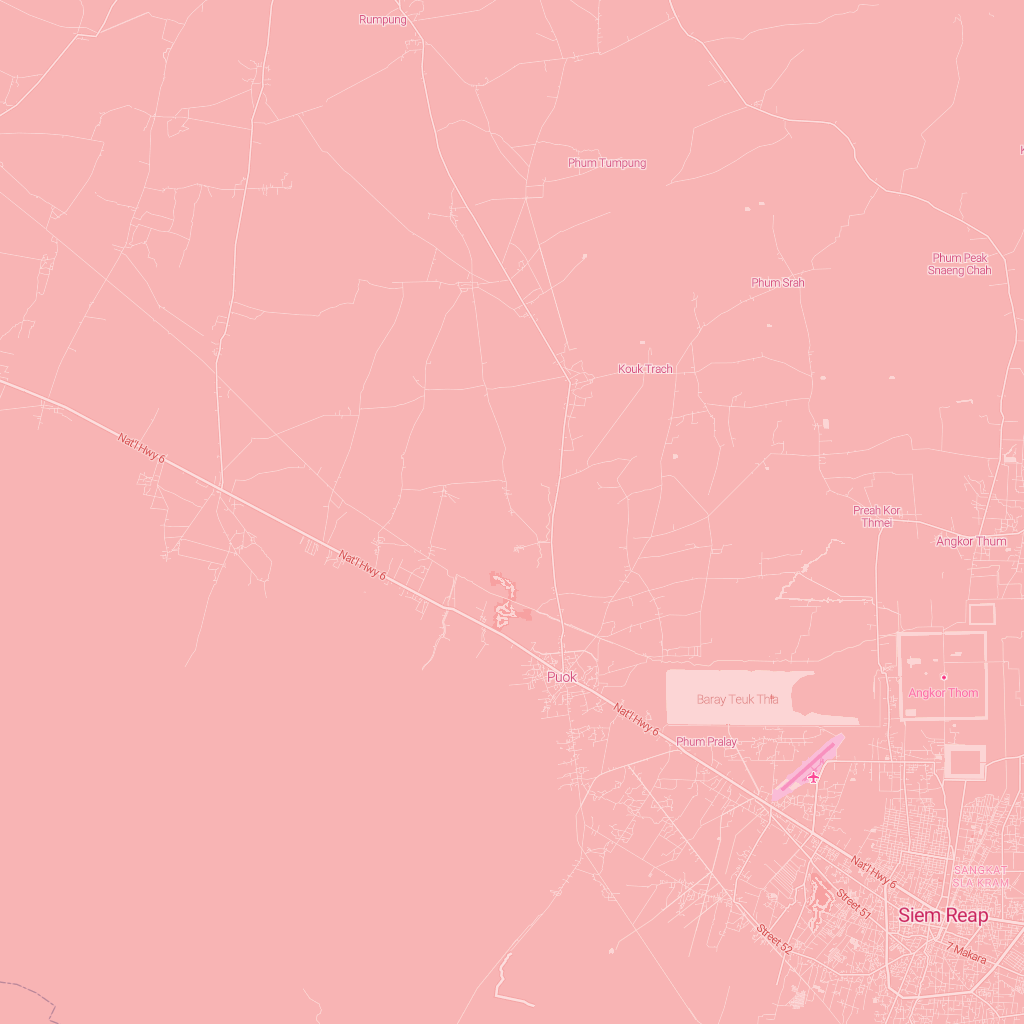 Rumpung
Phum Tumpung
Phum Peak
Snaeng Chah
Phum Srah
Kouk Trach
Nat'l Hwy 6
Preah Kor
Thmei
Angkor Thum
Nat'l Hwy 6
Puok
Baray Teuk Thla
Angkor Thom
Nat'l Hwy 6
Phum Pralay
Nat'l Hwy 6
SANGKAT
SLA KRAM
Street 51
Siem Reap
Street 52
7 Makara